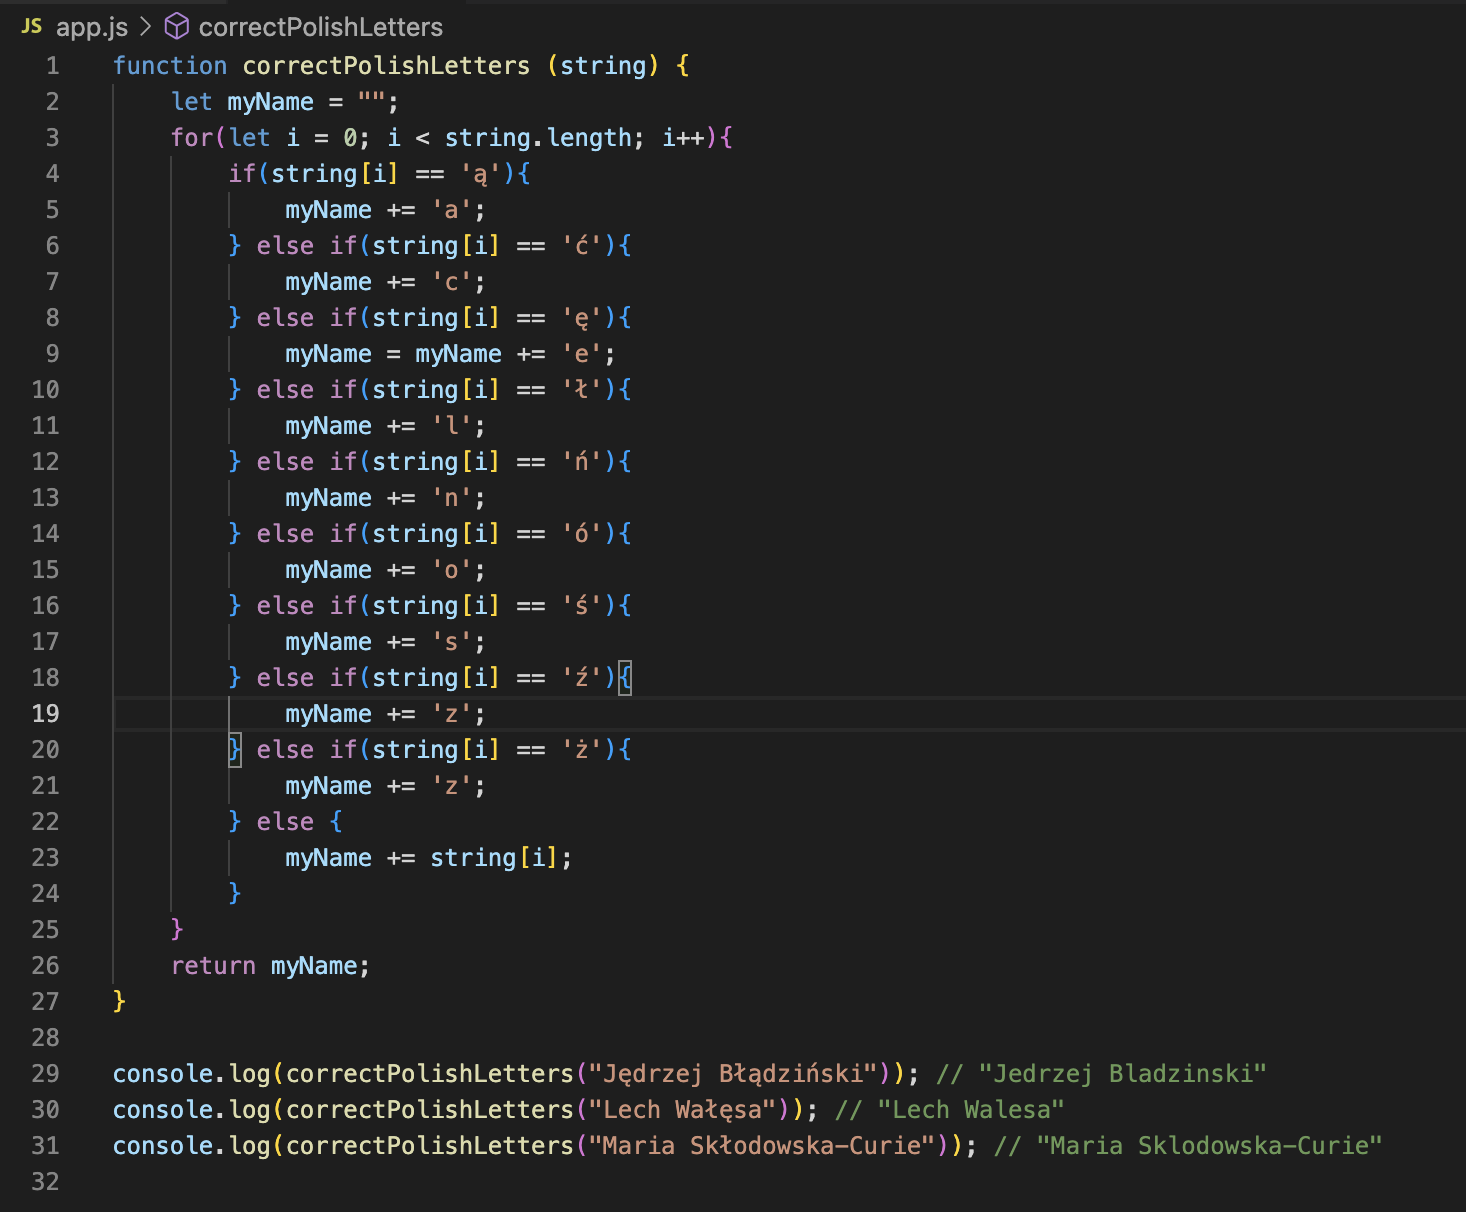 JS app.js > correctPolishLetters
1 function correctPolishLetters (string) {
2     let myName = "";
3     for(let i = 0; i < string.length; i++){
4         if(string[i] == 'ą'){
5             myName += 'a';
6         } else if(string[i] == 'ć'){
7             myName += 'c';
8         } else if(string[i] == 'ę'){
9             myName = myName += 'e';
10         } else if(string[i] == 'ł'){
11             myName += 'l';
12         } else if(string[i] == 'ń'){
13             myName += 'n';
14         } else if(string[i] == 'ó'){
15             myName += 'o';
16         } else if(string[i] == 'ś'){
17             myName += 's';
18         } else if(string[i] == 'ź'){
19             myName += 'z';
20         } else if(string[i] == 'ż'){
21             myName += 'z';
22         } else {
23             myName += string[i];
24         }
25     }
26     return myName;
27 }
28
29 console.log(correctPolishLetters("Jędrzej Błądziński")); // "Jedrzej Bladzinski"
30 console.log(correctPolishLetters("Lech Wałęsa")); // "Lech Walesa"
31 console.log(correctPolishLetters("Maria Skłodowska-Curie")); // "Maria Sklodowska-Curie"
32